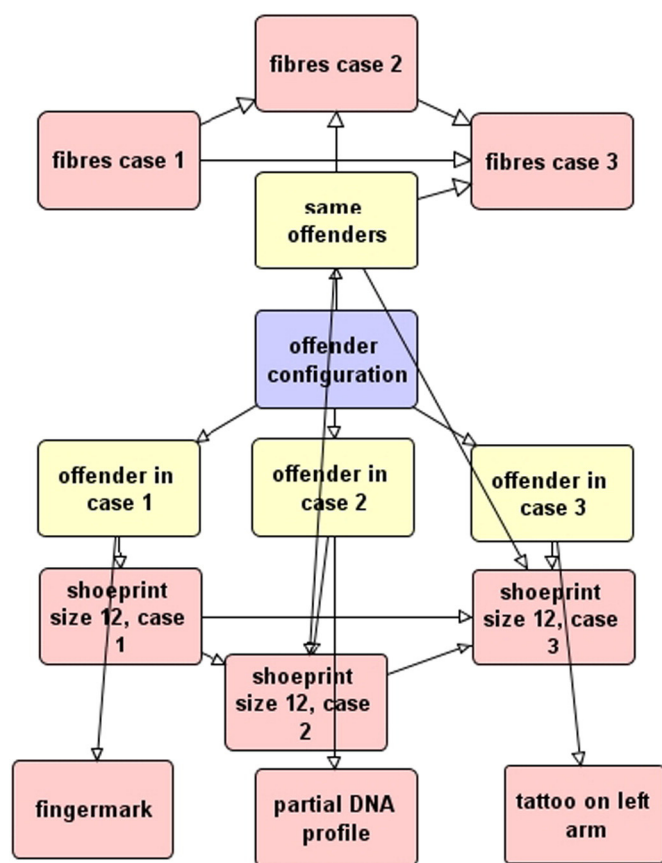 fibres case 2
fibres case 1
fibres case 3
same
offenders
offender
configuration
offender in
case 1
offender in
case 2
offender in
case 3
shoeprint
size 12, case
1
shoeprint
size 12, case
3
shoeprint
size 12, case
2
fingermark
partial DNA
profile
tattoo on left
arm